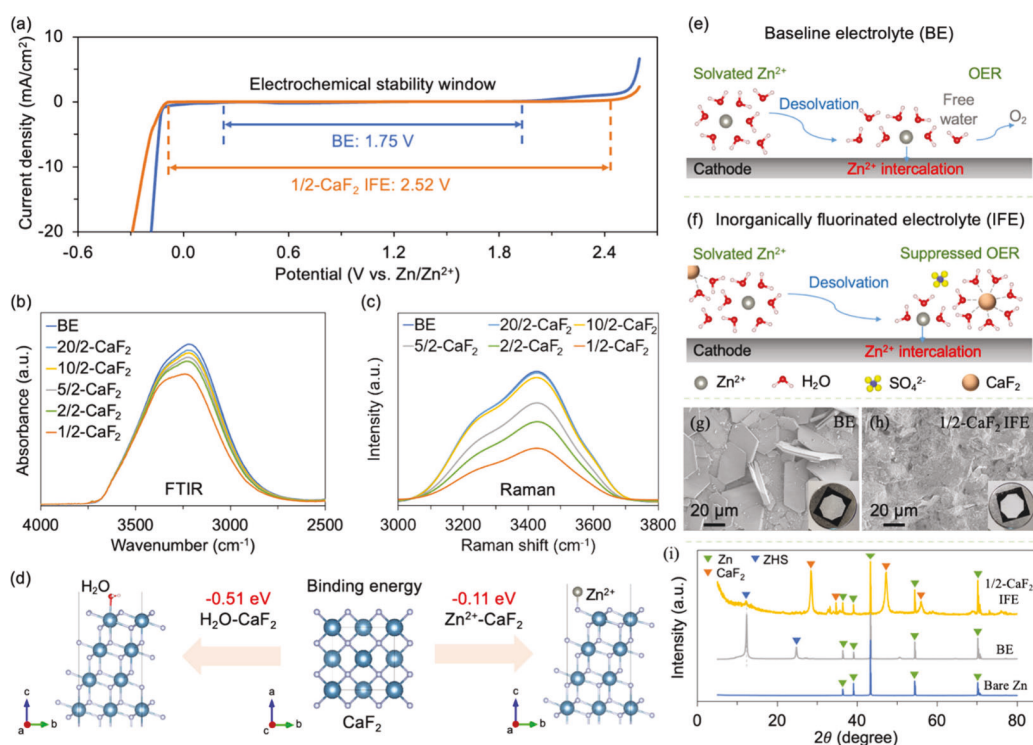 (a)
10
0
-10
-20
Current density (mA/cm²)
Electrochemical stability window
BE: 1.75 V
1/2-CaF₂ IFE: 2.52 V
-0.6 0.0 0.6 1.2 1.8 2.4
Potential (V vs. Zn/Zn²⁺)
(b)
BE
20/2-CaF₂
10/2-CaF₂
5/2-CaF₂
2/2-CaF₂
1/2-CaF₂
Absorbance (a.u.)
FTIR
4000 3500 3000 2500
Wavenumber (cm⁻¹)
(c)
BE 20/2-CaF₂ 10/2-CaF₂
5/2-CaF₂ 2/2-CaF₂ 1/2-CaF₂
Intensity (a.u.)
Raman
3000 3200 3400 3600 3800
Raman shift (cm⁻¹)
(d)
H₂O
-0.51 eV
H₂O-CaF₂
Binding energy
CaF₂
-0.11 eV
Zn²⁺-CaF₂
Zn²⁺
c
a b
a
c b
c
a b
(e)
Baseline electrolyte (BE)
Solvated Zn²⁺
OER
Desolvation
Free
water
O₂
Cathode
Zn²⁺ intercalation
(f) Inorganically fluorinated electrolyte (IFE)
Solvated Zn²⁺
Suppressed OER
Desolvation
Cathode
Zn²⁺ intercalation
Zn²⁺ H₂O SO₄²⁻ CaF₂
(g)
BE
20 μm
(h)
1/2-CaF₂ IFE
20 μm
(i)
Zn ZHS
CaF₂
1/2-CaF₂
IFE
BE
Bare Zn
Intensity (a.u.)
0 20 40 60 80
2θ (degree)